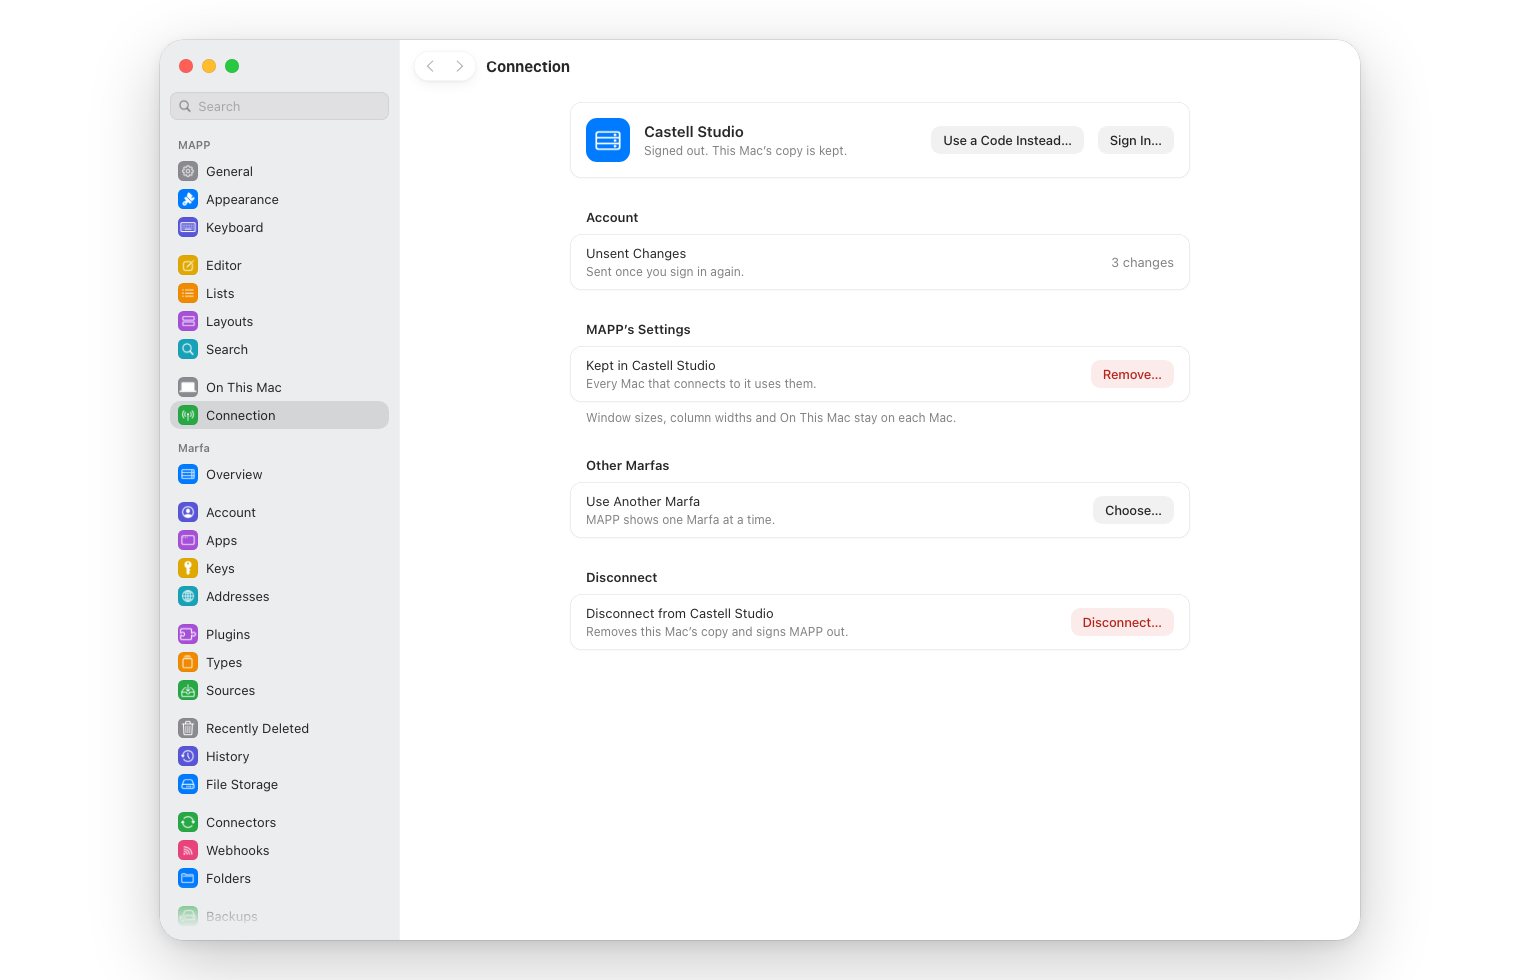 Search
MAPP
General
Appearance
Keyboard
Editor
Lists
Layouts
Search
On This Mac
Connection
Marfa
Overview
Account
Apps
Keys
Addresses
Plugins
Types
Sources
Recently Deleted
History
File Storage
Connectors
Webhooks
Folders
Backups
Connection
Castell Studio
Signed out. This Mac's copy is kept.
Use a Code Instead...
Sign In...
Account
Unsent Changes
Sent once you sign in again.
3 changes
MAPP's Settings
Kept in Castell Studio
Every Mac that connects to it uses them.
Remove...
Window sizes, column widths and On This Mac stay on each Mac.
Other Marfas
Use Another Marfa
MAPP shows one Marfa at a time.
Choose...
Disconnect
Disconnect from Castell Studio
Removes this Mac's copy and signs MAPP out.
Disconnect...